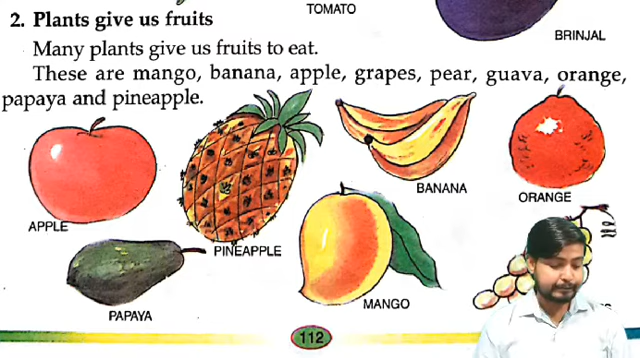 TOMATO
BRINJAL
2. Plants give us fruits
Many plants give us fruits to eat.
These are mango, banana, apple, grapes, pear, guava, orange,
papaya and pineapple.
BANANA
ORANGE
APPLE
PINEAPPLE
MANGO
PAPAYA
112